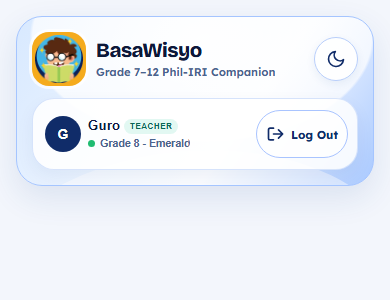 BasaWisyo
Grade 7–12 Phil-IRI Companion
G
Guro TEACHER
Grade 8 - Emerald
Log Out